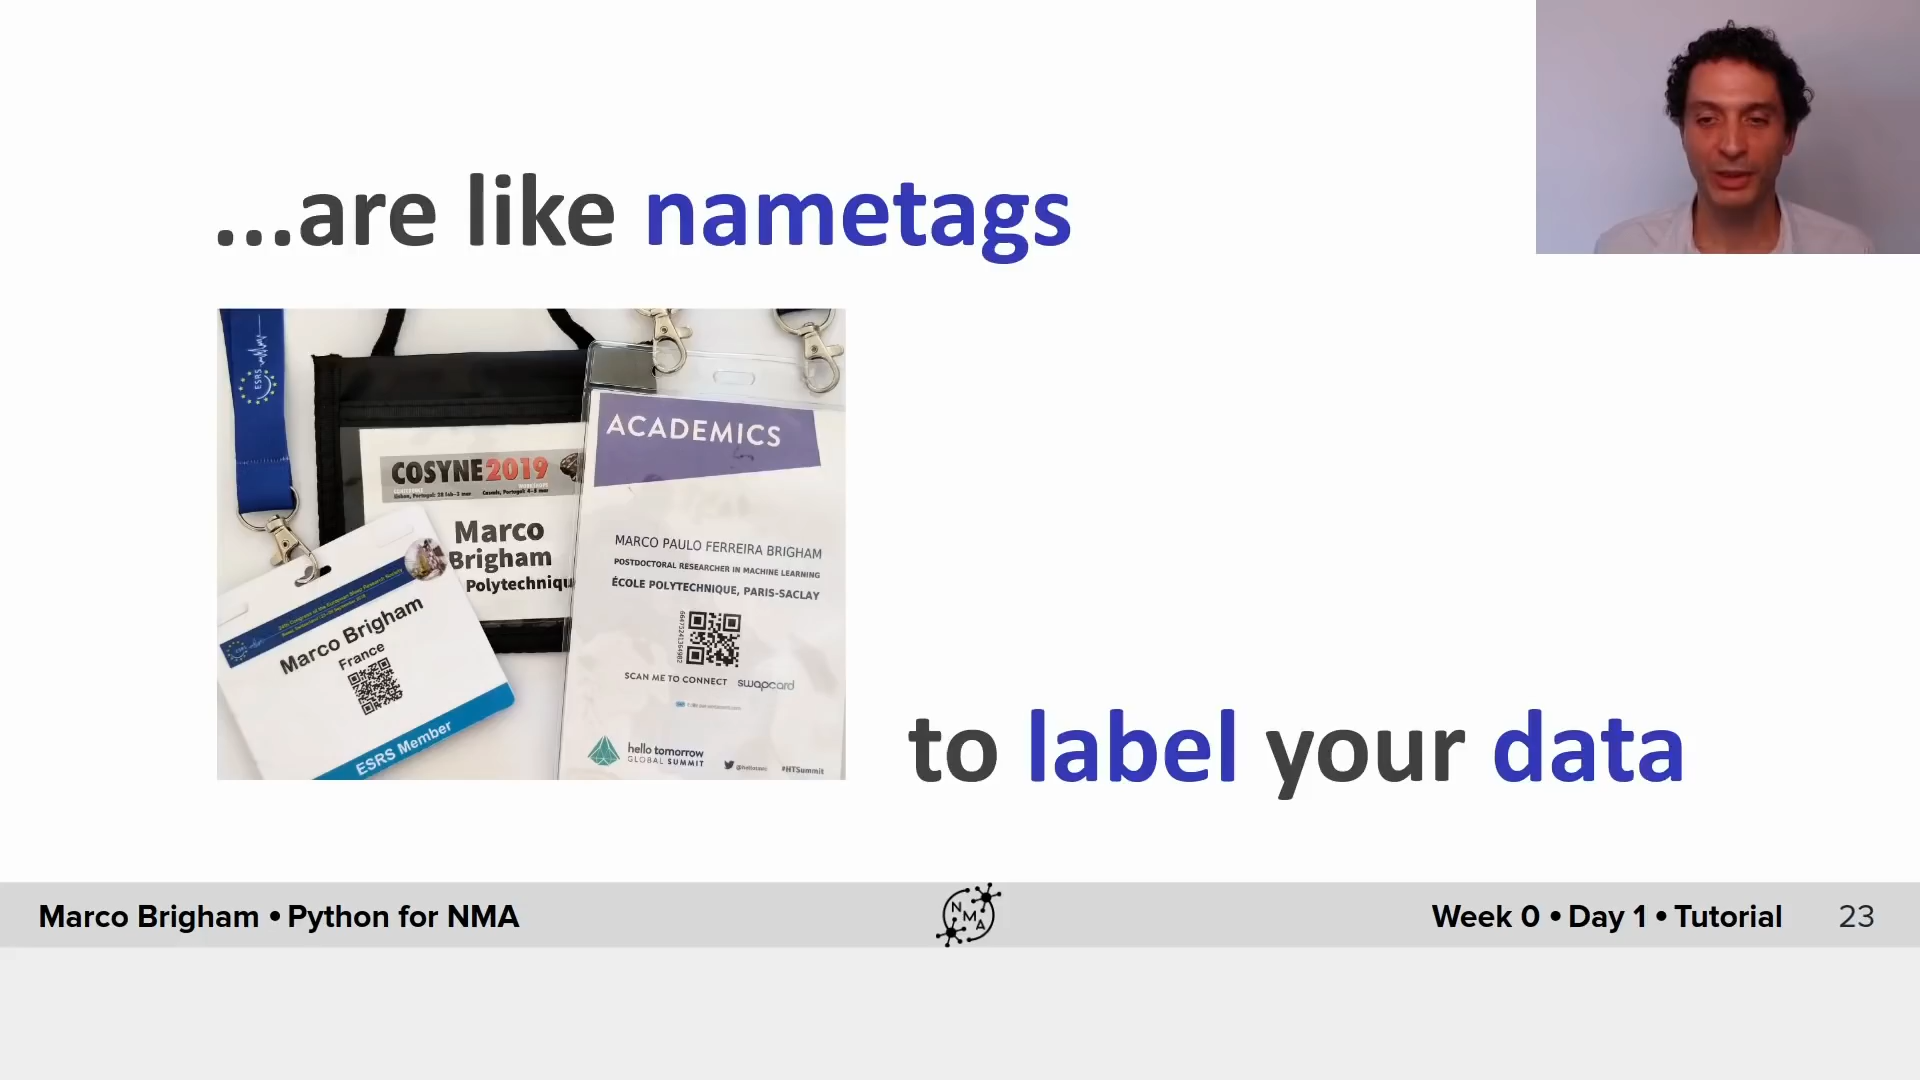 ...are like nametags
ESRS
COSYNE2019
Marco
Brigham
Polytechniqu
ACADEMICS
MARCO PAULO FERREIRA BRIGHAM
POSTDOCTORAL RESEARCHER IN MACHINE LEARNING
ÉCOLE POLYTECHNIQUE, PARIS-SACLAY
SCAN ME TO CONNECT swapcard
hello tomorrow
GLOBAL SUMMIT
#HTSummit
Marco Brigham
France
ESRS Member
to label your data
Marco Brigham • Python for NMA
NMA
Week 0 • Day 1 • Tutorial 23